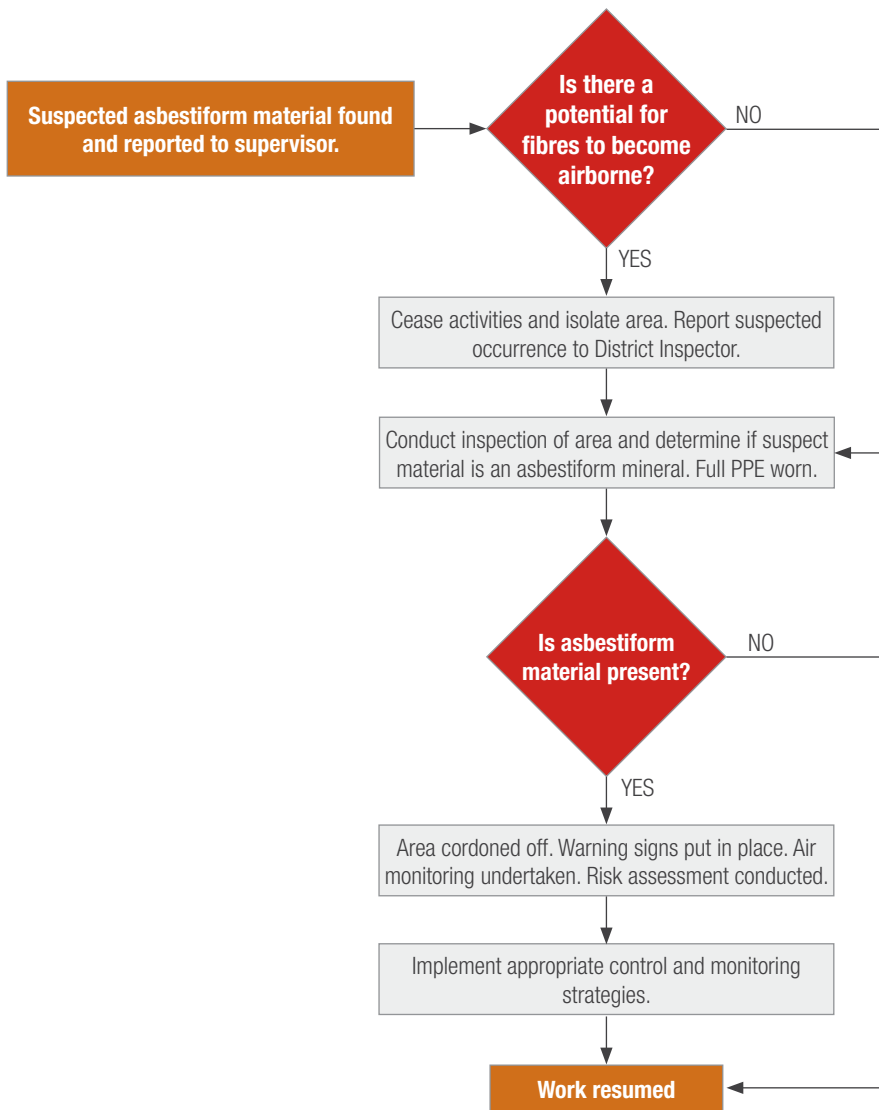 Suspected asbestiform material found
and reported to supervisor.
Is there a
potential for
fibres to become
airborne?
NO
YES
Cease activities and isolate area. Report suspected
occurrence to District Inspector.
Conduct inspection of area and determine if suspect
material is an asbestiform mineral. Full PPE worn.
Is asbestiform
material present?
NO
YES
Area cordoned off. Warning signs put in place. Air
monitoring undertaken. Risk assessment conducted.
Implement appropriate control and monitoring
strategies.
Work resumed